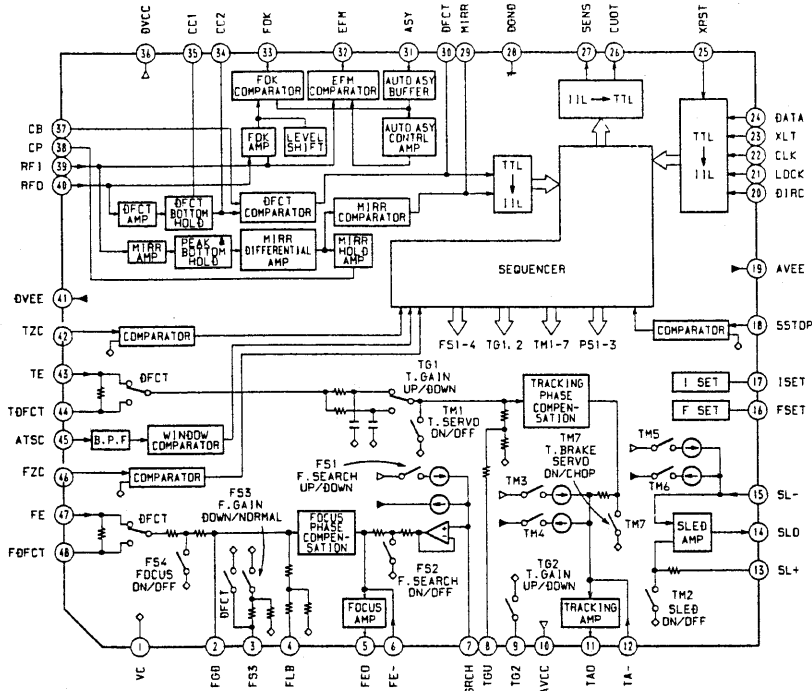 DVCC CC1 CC2 FOK EFM ASY DFCT MIRR DGND SENS CUOT XRST
36 35 34 33 32 31 30 29 28 27 26 25
FOK COMPARATOR
EFM COMPARATOR
AUTO ASY BUFFER
IIL → TTL
FOK AMP
LEVEL SHIFT
AUTO ASY CONTRL AMP
CB 37
CP 38
RFI 39
RFO 40
TTL ↓ IIL
24 DATA
23 XLT
22 CLK
21 LOCK
20 DIRC
DFCT AMP
DFCT BOTTOM HOLD
DFCT COMPARATOR
TTL ↓ IIL
MIRR COMPARATOR
MIRR AMP
PEAK BOTTOM HOLD
MIRR DIFFERENTIAL AMP
MIRR HOLD AMP
SEQUENCER
19 AVEE
DVEE 41
TZC 42
COMPARATOR
FS1-4 TG1, 2 TM1-7 PS1-3
COMPARATOR
18 SSTOP
TE 43
DFCT
TG1
T.GAIN
UP/DOWN
TRACKING PHASE COMPEN-SATION
I SET
17 ISET
TDFCT 44
TM1
T. SERVO
ON/OFF
F SET
16 FSET
ATSC 45
B.P.F
WINDOW COMPARATOR
TM7
T. BRAKE
SERVO
ON/CHOP
TM5
FZC 46
COMPARATOR
FS1
F. SEARCH
UP/DOWN
TM3
TM6
15 SL-
FE 47
DFCT
FS3
F. GAIN
DOWN/NORMAL
FOCUS PHASE COMPEN-SATION
TM4
TM7
SLED AMP
14 SLO
FDFCT 48
FS4
FOCUS
ON/OFF
DFCT
FS2
F. SEARCH
ON/OFF
TG2
T.GAIN
UP/DOWN
13 SL+
TM2
SLED
ON/OFF
FOCUS AMP
TRACKING AMP
1 2 3 4 5 6 7 8 9 10 11 12
VC FGD FS3 FLB FEO FE- SRCH TGU TG2 AVCC TAO TA-